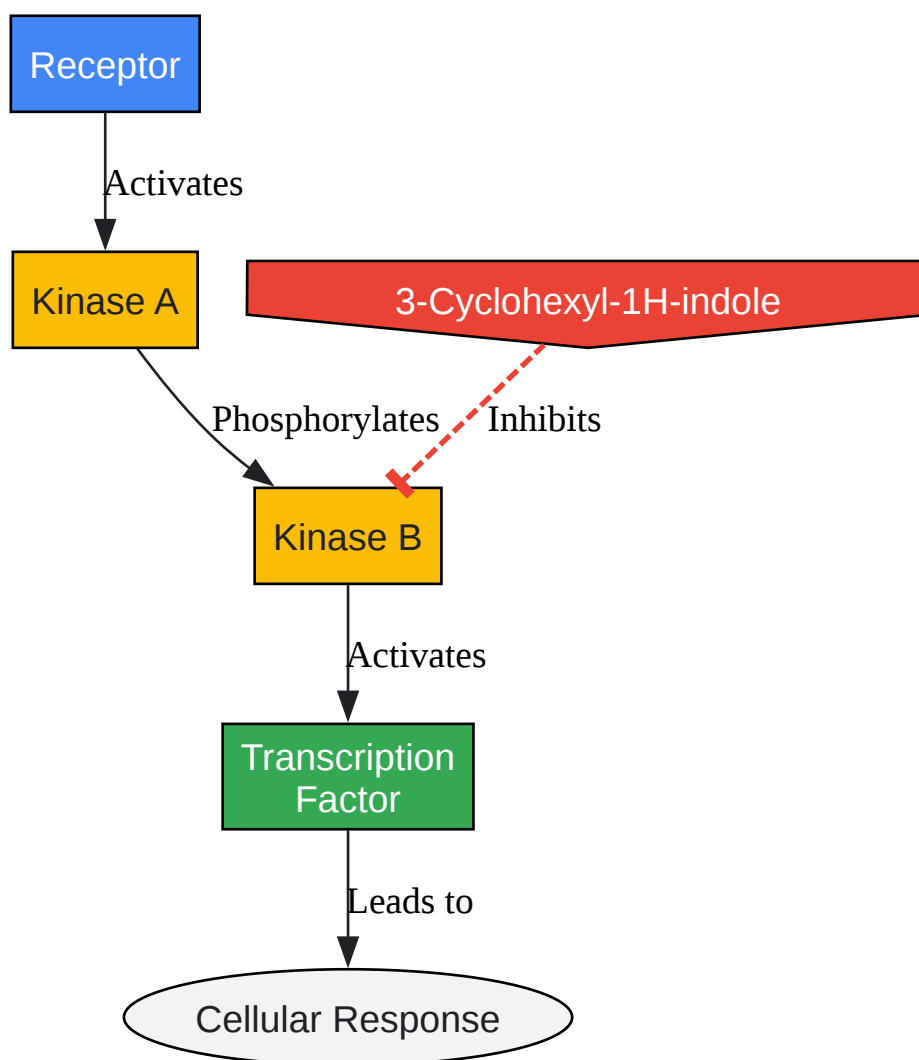 Receptor
Activates
Kinase A
3-Cyclohexyl-1H-indole
Phosphorylates
Inhibits
Kinase B
Activates
Transcription
Factor
Leads to
Cellular Response